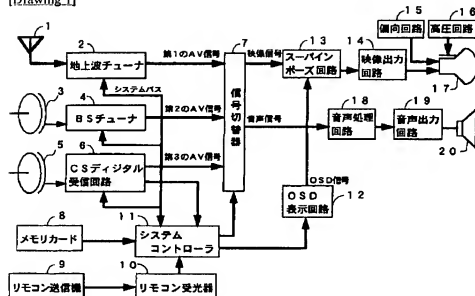 [Drawing 1]
1
2
地上波チューナ
第1のAV信号
システムバス
3
4
BSチューナ
第2のAV信号
5
6
CSディジタル
受信回路
第3のAV信号
7
信号切替器
映像信号
音声信号
13
スーパイン
ポーズ回路
14
映像出力
回路
15
偏向回路
16
高圧回路
17
18
音声処理
回路
19
音声出力
回路
20
OSD信号
12
OSD
表示回路
8
メモリカード
11
システム
コントローラ
9
リモコン送信機
10
リモコン受光器